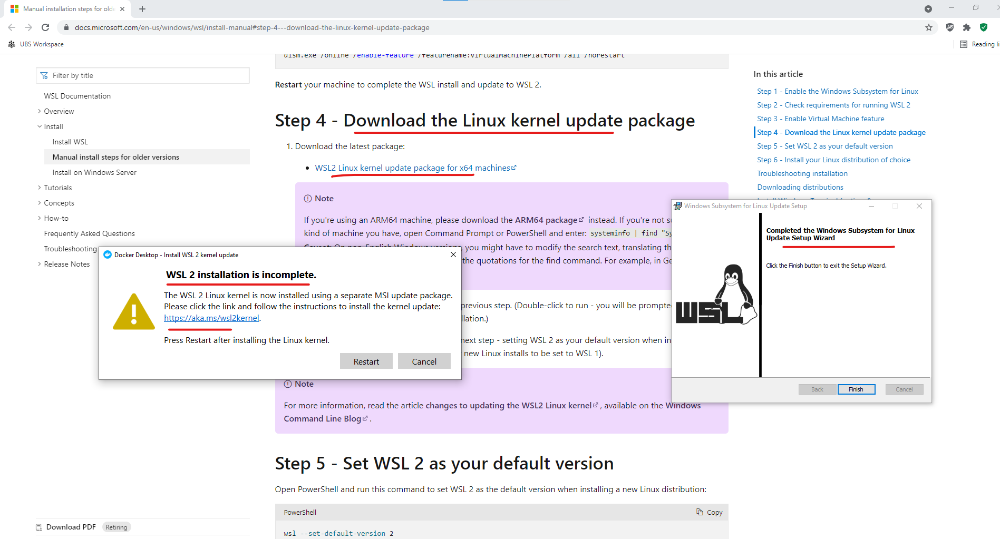 Manual installation steps for olde
docs.microsoft.com/en-us/windows/wsl/install-manual#step-4---download-the-linux-kernel-update-package
UBS Workspace
Reading li
Filter by title
WSL Documentation
Overview
Install
Install WSL
Manual install steps for older versions
Install on Windows Server
Tutorials
Concepts
How-to
Frequently Asked Questions
Troubleshooting
Release Notes
Download PDF
Retiring
dism.exe /online /enable-feature /featurename:VirtualMachinePlatform /all /norestart
Restart your machine to complete the WSL install and update to WSL 2.
Step 4 - Download the Linux kernel update package
1. Download the latest package:
• WSL2 Linux kernel update package for x64 machines
Note
If you're using an ARM64 machine, please download the ARM64 package instead. If you're not su
kind of machine you have, open Command Prompt or PowerShell and enter: systeminfo | find "Sy
Caveat: On non-English Windows versions, you might have to modify the search text, translating th
the quotations for the find command. For example, in Ge
previous step. (Double-click to run - you will be prompte
llation.)
next step - setting WSL 2 as your default version when in
new Linux installs to be set to WSL 1).
Note
For more information, read the article changes to updating the WSL2 Linux kernel, available on the Windows
Command Line Blog.
Step 5 - Set WSL 2 as your default version
Open PowerShell and run this command to set WSL 2 as the default version when installing a new Linux distribution:
PowerShell
Copy
wsl --set-default-version 2
In this article
Step 1 - Enable the Windows Subsystem for Linux
Step 2 - Check requirements for running WSL 2
Step 3 - Enable Virtual Machine feature
Step 4 - Download the Linux kernel update package
Step 5 - Set WSL 2 as your default version
Step 6 - Install your Linux distribution of choice
Troubleshooting installation
Downloading distributions
Docker Desktop - Install WSL 2 kernel update
WSL 2 installation is incomplete.
The WSL 2 Linux kernel is now installed using a separate MSI update package.
Please click the link and follow the instructions to install the kernel update:
https://aka.ms/wsl2kernel.
Press Restart after installing the Linux kernel.
Restart
Cancel
Windows Subsystem for Linux Update Setup
Completed the Windows Subsystem for Linux
Update Setup Wizard
Click the Finish button to exit the Setup Wizard.
WSL
Back
Finish
Cancel